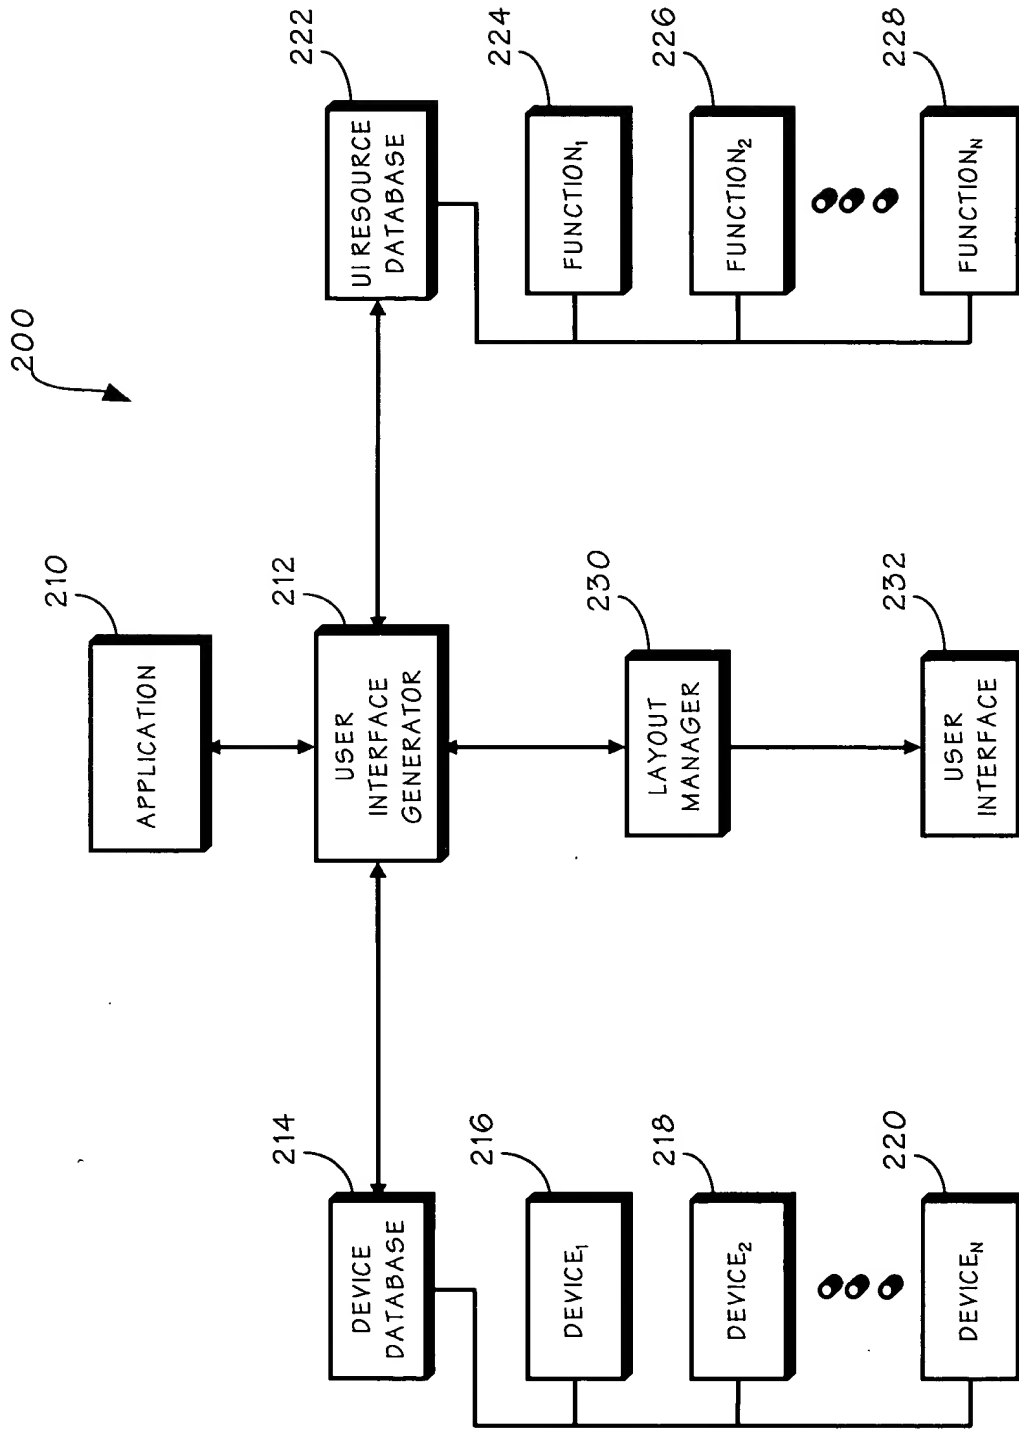 200
210
APPLICATION
212
USER
INTERFACE
GENERATOR
214
DEVICE
DATABASE
222
UI RESOURCE
DATABASE
216
DEVICE₁
230
LAYOUT
MANAGER
224
FUNCTION₁
218
DEVICE₂
226
FUNCTION₂
220
DEVICEN
232
USER
INTERFACE
228
FUNCTIONN